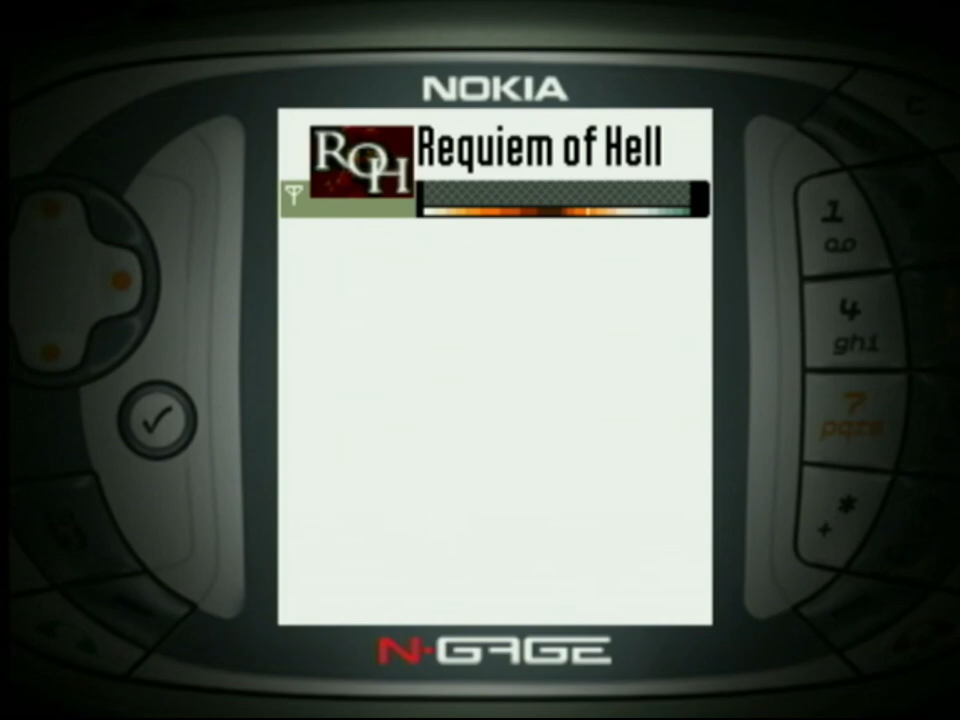 NOKIA
ROH
Requiem of Hell
1
4
ghi
7
pqrs
*
+
N·GAGE